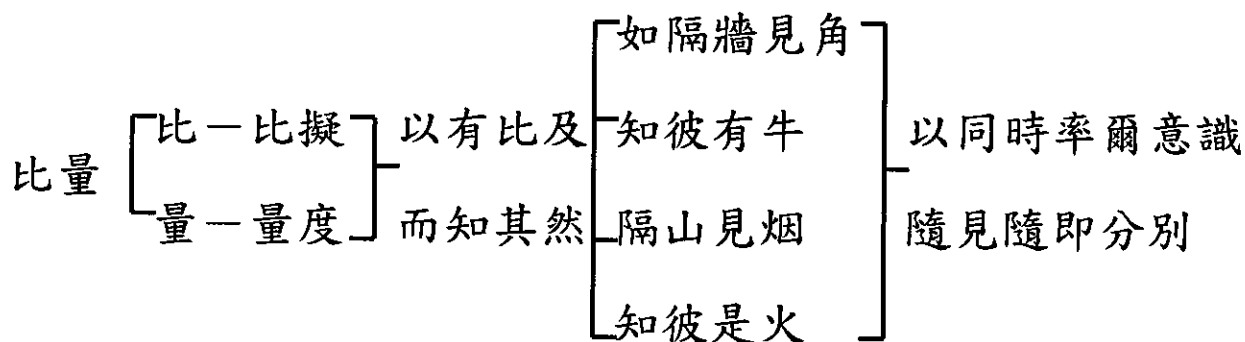 比量
比－比擬
量－量度
以有比及
而知其然
如隔牆見角
知彼有牛
隔山見烟
知彼是火
以同時率爾意識
隨見隨即分別